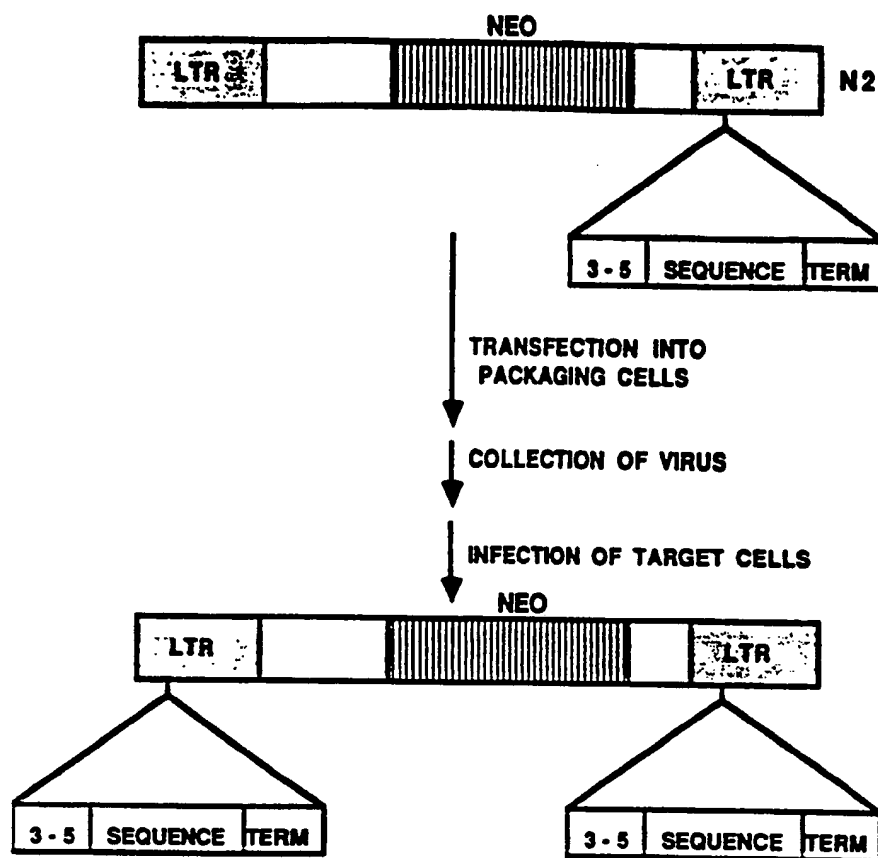 NEO
LTR LTR N2
3 - 5 SEQUENCE TERM
TRANSFECTION INTO
PACKAGING CELLS
COLLECTION OF VIRUS
INFECTION OF TARGET CELLS
NEO
LTR LTR
3 - 5 SEQUENCE TERM 3 - 5 SEQUENCE TERM